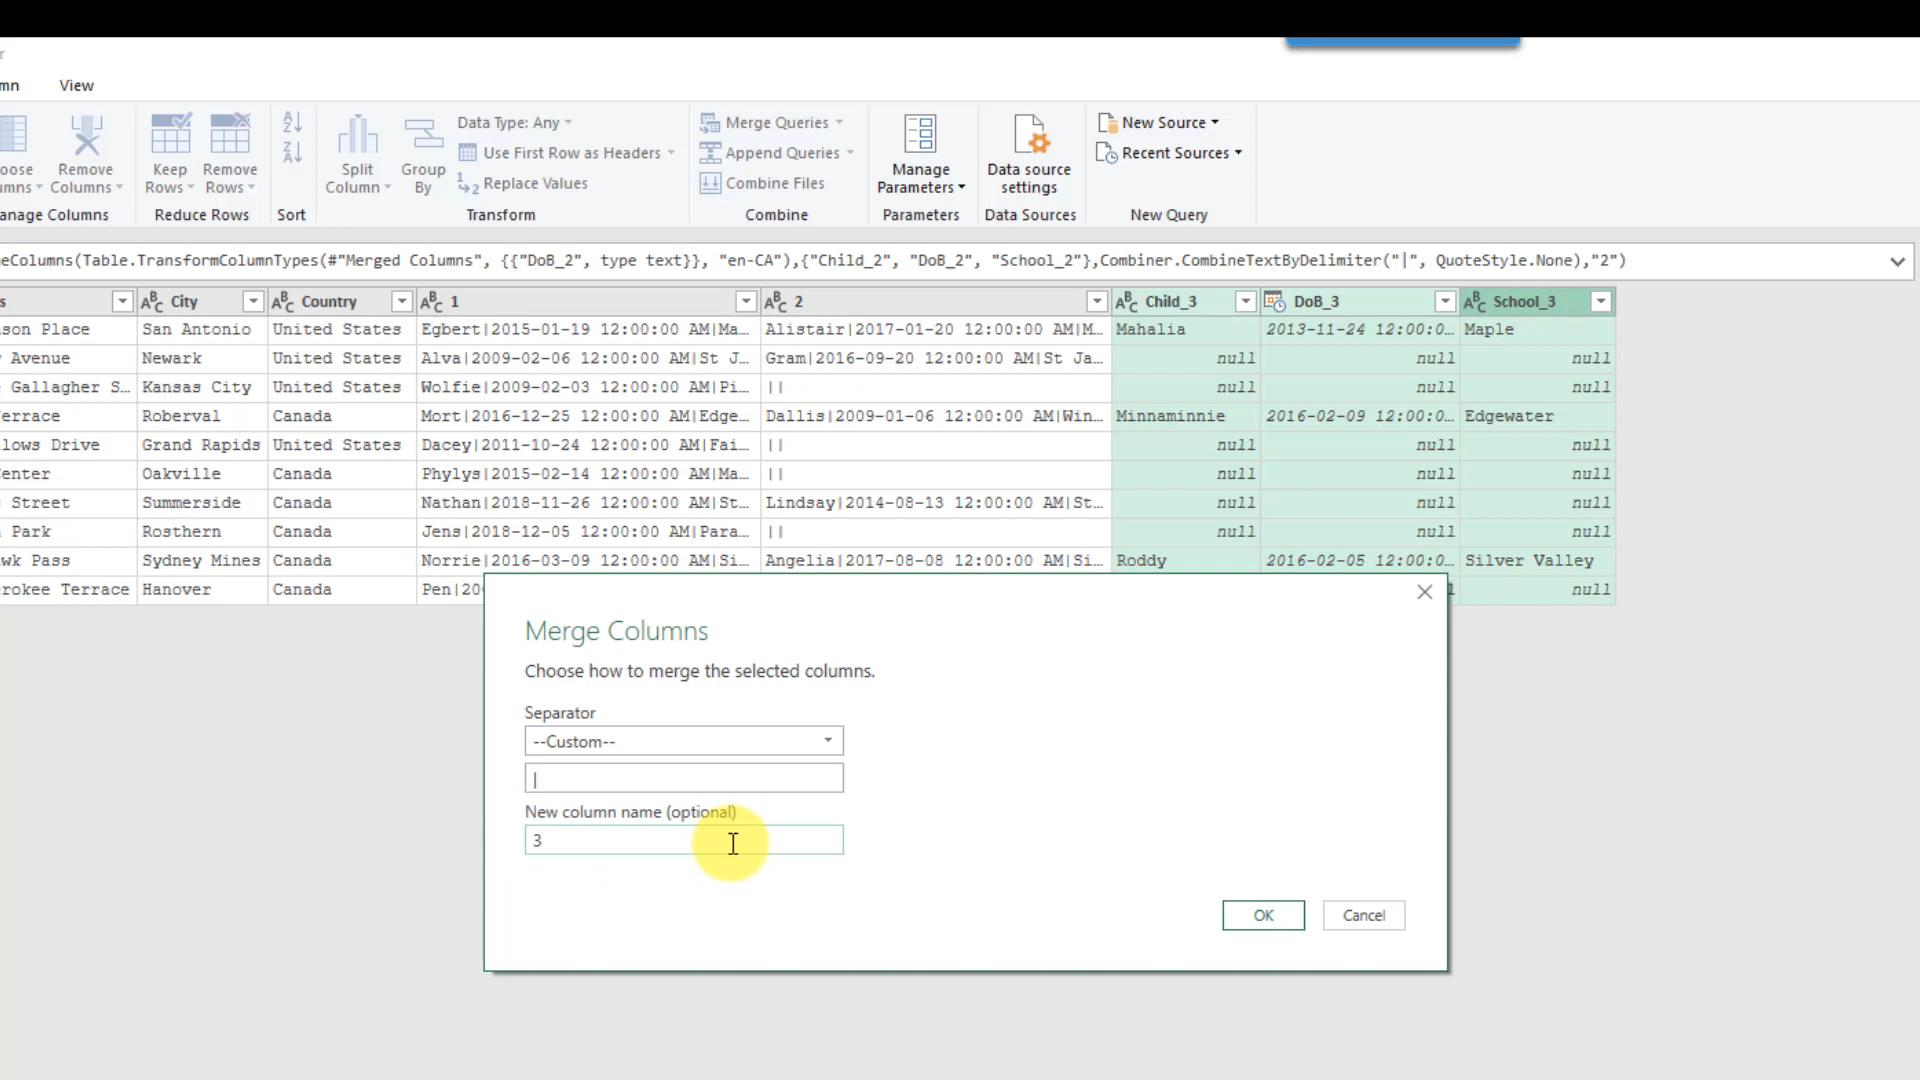 r
mn View
oose Remove Keep Remove Split Group Data Type: Any Merge Queries Manage Data source New Source
umns Columns Rows Rows Column By Use First Row as Headers Append Queries Parameters settings Recent Sources
Replace Values Combine Files
anage Columns Reduce Rows Sort Transform Combine Parameters Data Sources New Query
eColumns(Table.TransformColumnTypes(#"Merged Columns", {{"DoB_2", type text}}, "en-CA"),{"Child_2", "DoB_2", "School_2"},Combiner.CombineTextByDelimiter("|", QuoteStyle.None),"2")
s City Country 1 2 Child_3 DoB_3 School_3
son Place San Antonio United States Egbert|2015-01-19 12:00:00 AM|Ma... Alistair|2017-01-20 12:00:00 AM|M... Mahalia 2013-11-24 12:00:0... Maple
Avenue Newark United States Alva|2009-02-06 12:00:00 AM|St J... Gram|2016-09-20 12:00:00 AM|St Ja... null null null
Gallagher S... Kansas City United States Wolfie|2009-02-03 12:00:00 AM|Pi... || null null null
errace Roberval Canada Mort|2016-12-25 12:00:00 AM|Edge... Dallis|2009-01-06 12:00:00 AM|Win... Minnaminnie 2016-02-09 12:00:0... Edgewater
llows Drive Grand Rapids United States Dacey|2011-10-24 12:00:00 AM|Fai... || null null null
enter Oakville Canada Phylys|2015-02-14 12:00:00 AM|Ma... || null null null
Street Summerside Canada Nathan|2018-11-26 12:00:00 AM|St... Lindsay|2014-08-13 12:00:00 AM|St... null null null
Park Rosthern Canada Jens|2018-12-05 12:00:00 AM|Para... || null null null
wk Pass Sydney Mines Canada Norrie|2016-03-09 12:00:00 AM|Si... Angelia|2017-08-08 12:00:00 AM|Si... Roddy 2016-02-05 12:00:0... Silver Valley
rokee Terrace Hanover Canada Pen|20 null
Merge Columns
Choose how to merge the selected columns.
Separator
--Custom--
|
New column name (optional)
3
OK Cancel